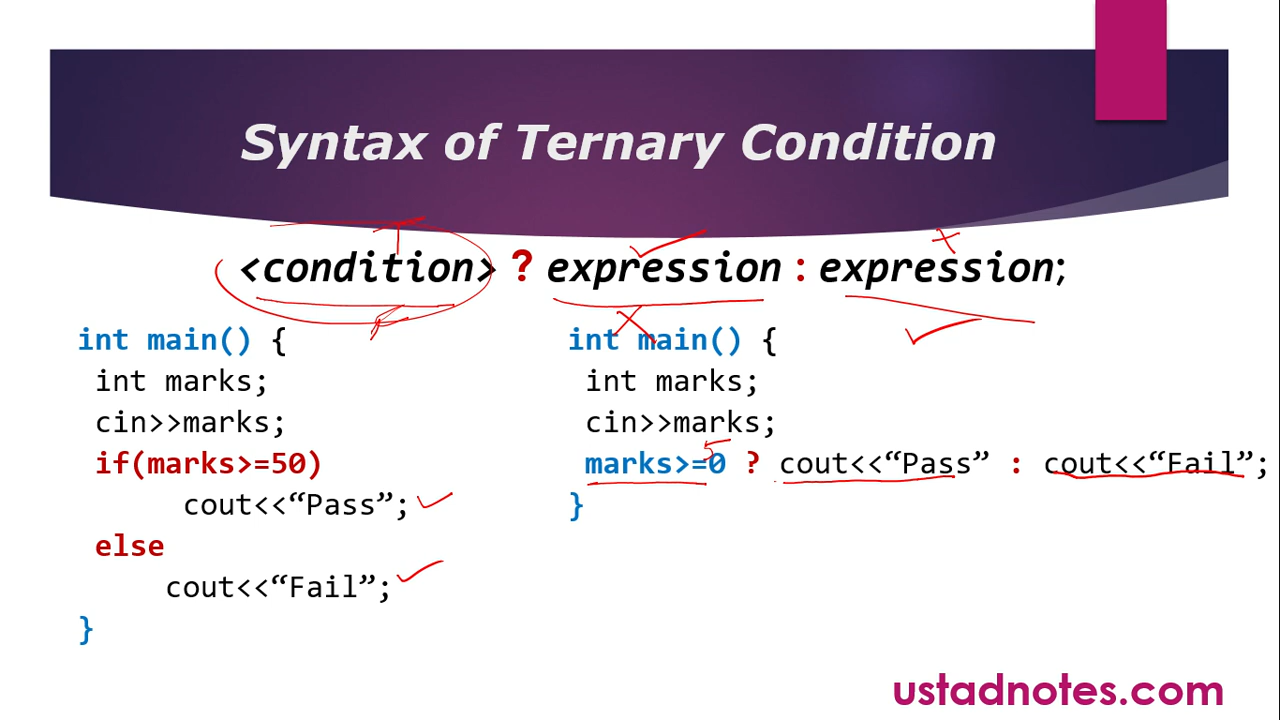 Syntax of Ternary Condition
<condition> ? expression : expression;
int main() {
int marks;
cin>>marks;
if(marks>=50)
cout<<“Pass”;
else
cout<<“Fail”;
}
int main() {
int marks;
cin>>marks;
marks>=50 ? cout<<“Pass” : cout<<“Fail”;
}
ustadnotes.com